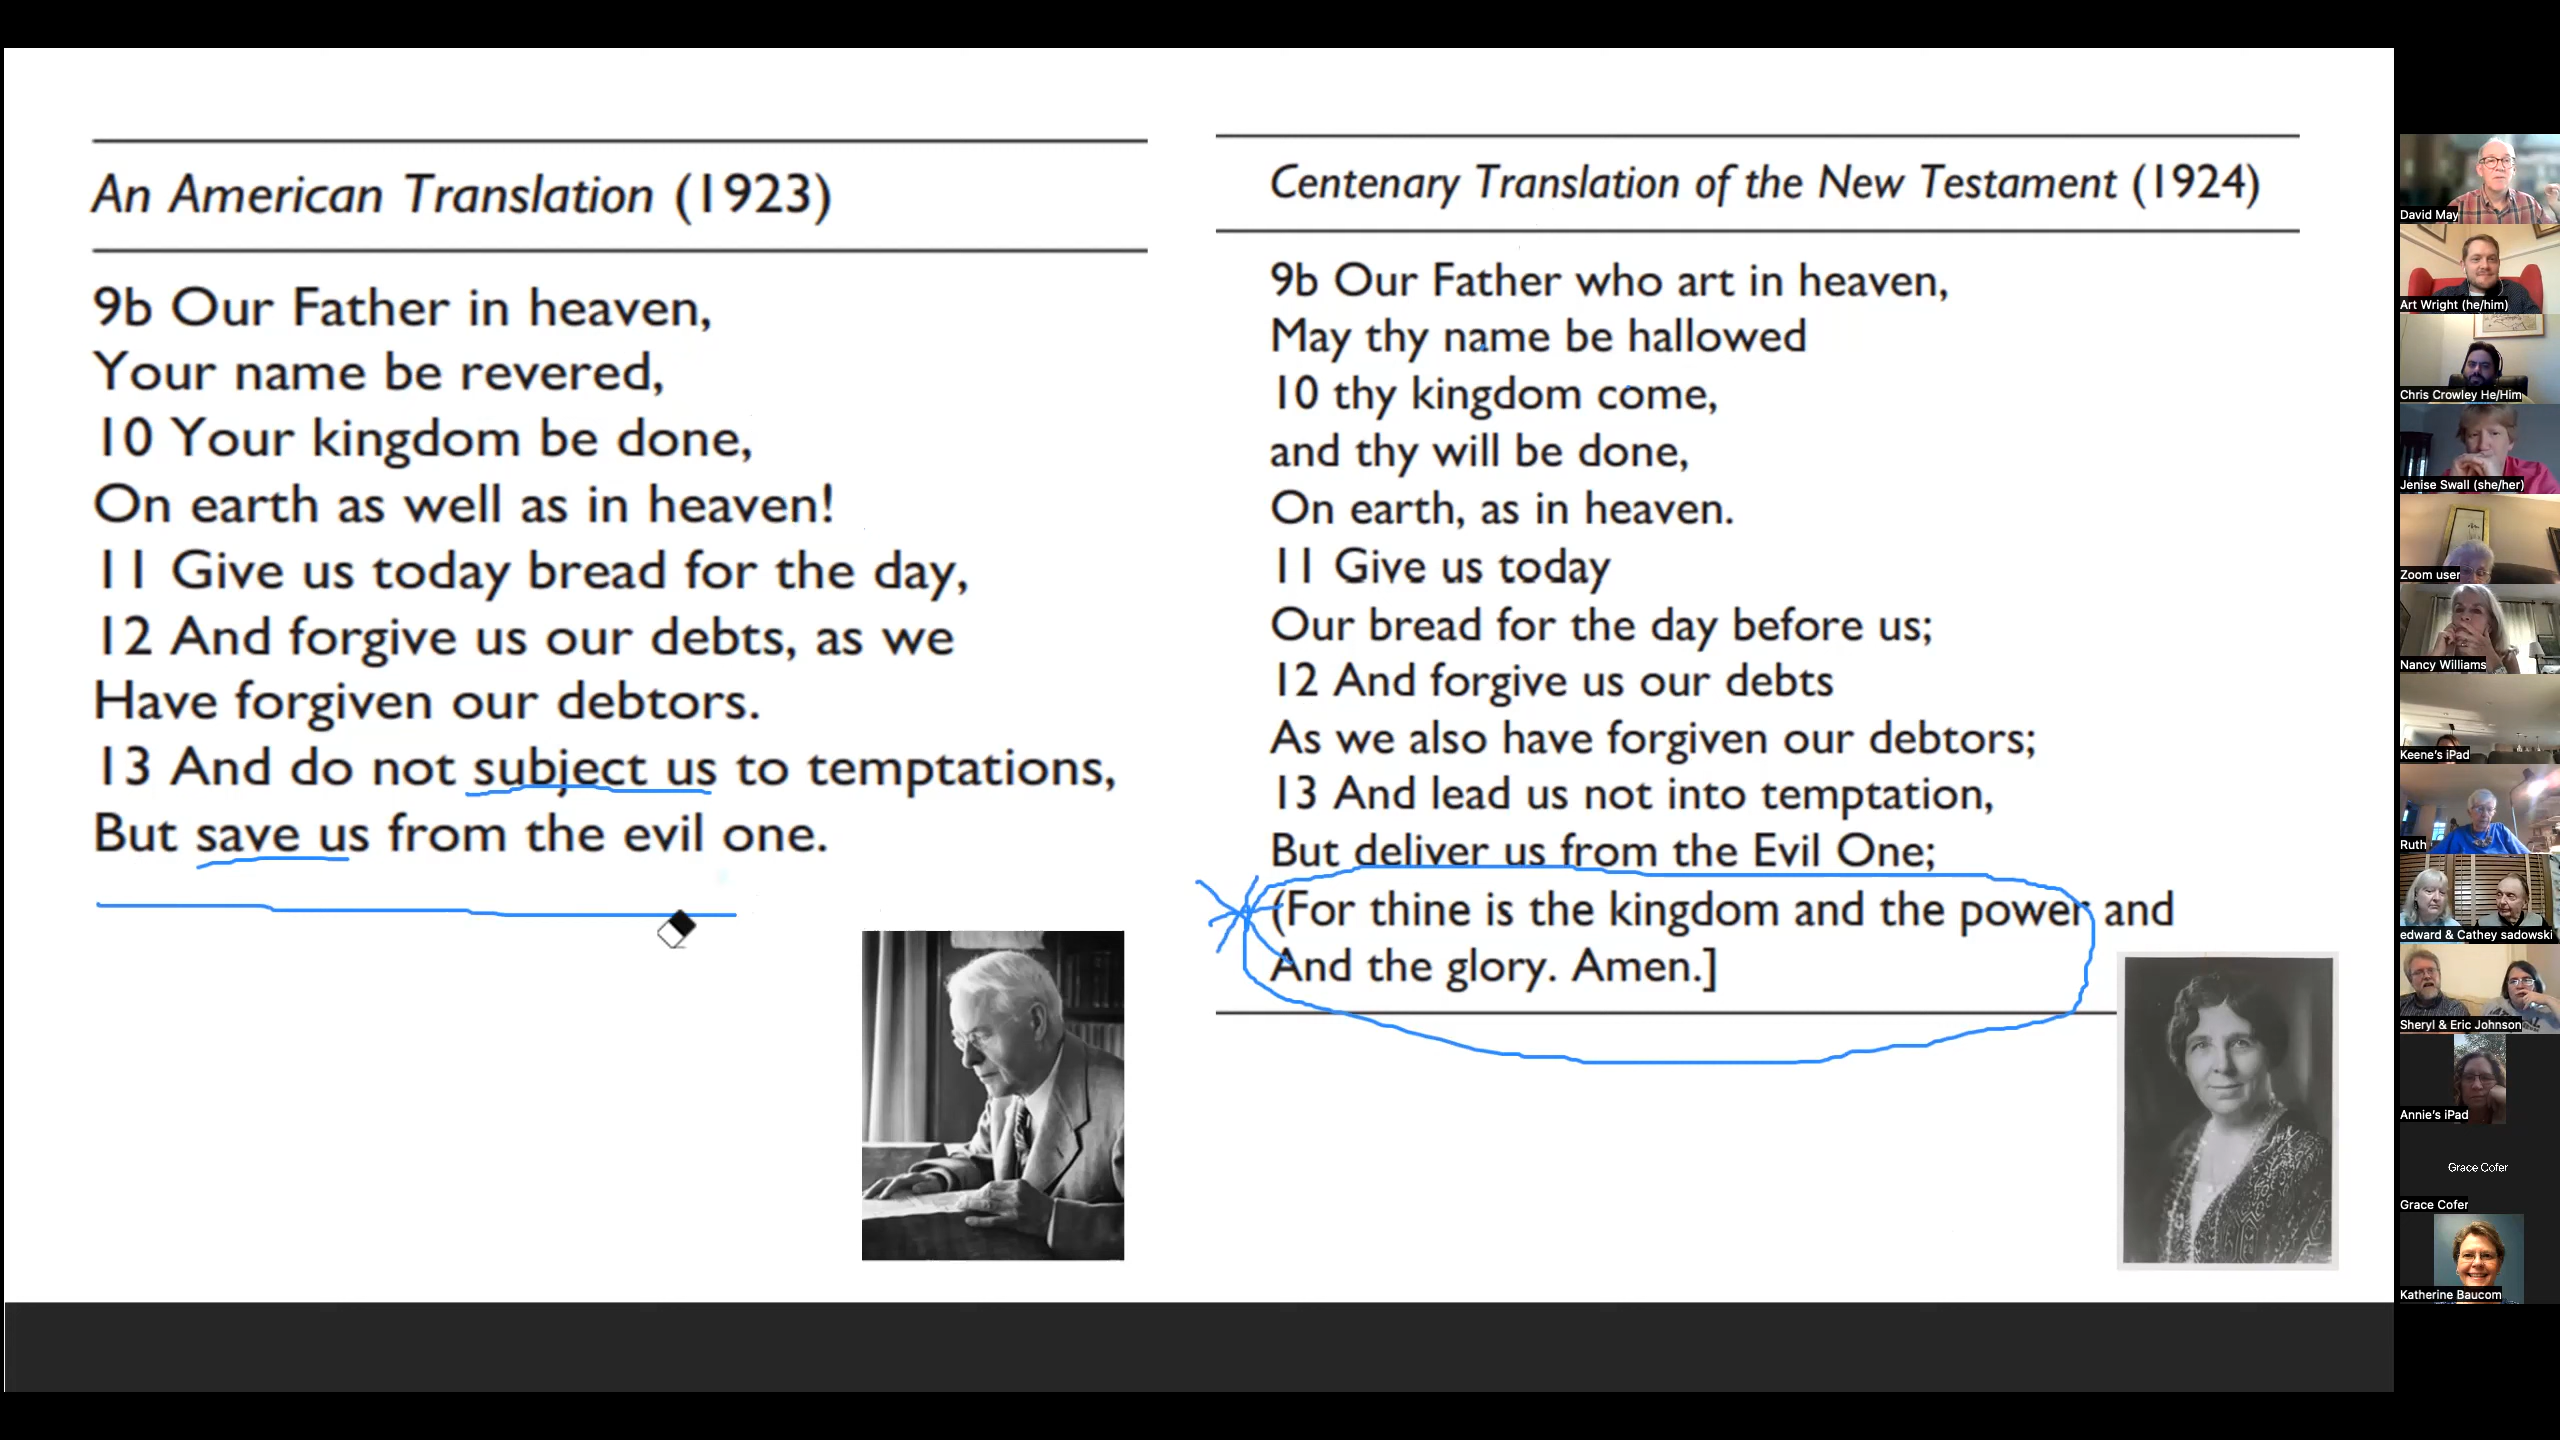 An American Translation (1923)
9b Our Father in heaven,
Your name be revered,
10 Your kingdom be done,
On earth as well as in heaven!
11 Give us today bread for the day,
12 And forgive us our debts, as we
Have forgiven our debtors.
13 And do not subject us to temptations,
But save us from the evil one.
Centenary Translation of the New Testament (1924)
9b Our Father who art in heaven,
May thy name be hallowed
10 thy kingdom come,
and thy will be done,
On earth, as in heaven.
11 Give us today
Our bread for the day before us;
12 And forgive us our debts
As we also have forgiven our debtors;
13 And lead us not into temptation,
But deliver us from the Evil One;
(For thine is the kingdom and the power and
And the glory. Amen.]
David May
Art Wright (he/him)
Chris Crowley He/Him
Jenise Swall (she/her)
Zoom user
Nancy Williams
Keene's iPad
Ruth
edward & Cathey sadowski
Sheryl & Eric Johnson
Annie's iPad
Grace Cofer
Grace Cofer
Katherine Baucom